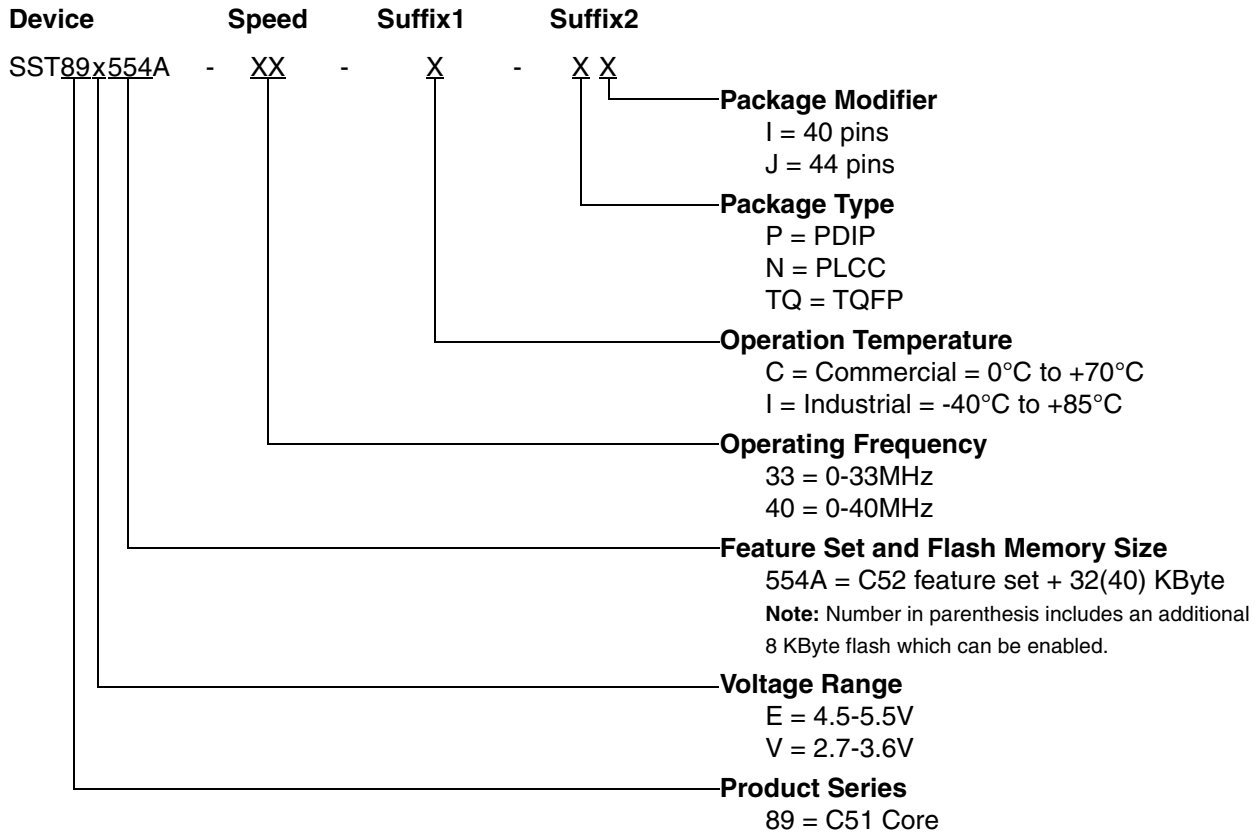 Device Speed Suffix1 Suffix2
SST89x554A - XX - X - X X
Package Modifier
I = 40 pins
J = 44 pins
Package Type
P = PDIP
N = PLCC
TQ = TQFP
Operation Temperature
C = Commercial = 0°C to +70°C
I = Industrial = -40°C to +85°C
Operating Frequency
33 = 0-33MHz
40 = 0-40MHz
Feature Set and Flash Memory Size
554A = C52 feature set + 32(40) KByte
Note: Number in parenthesis includes an additional
8 KByte flash which can be enabled.
Voltage Range
E = 4.5-5.5V
V = 2.7-3.6V
Product Series
89 = C51 Core